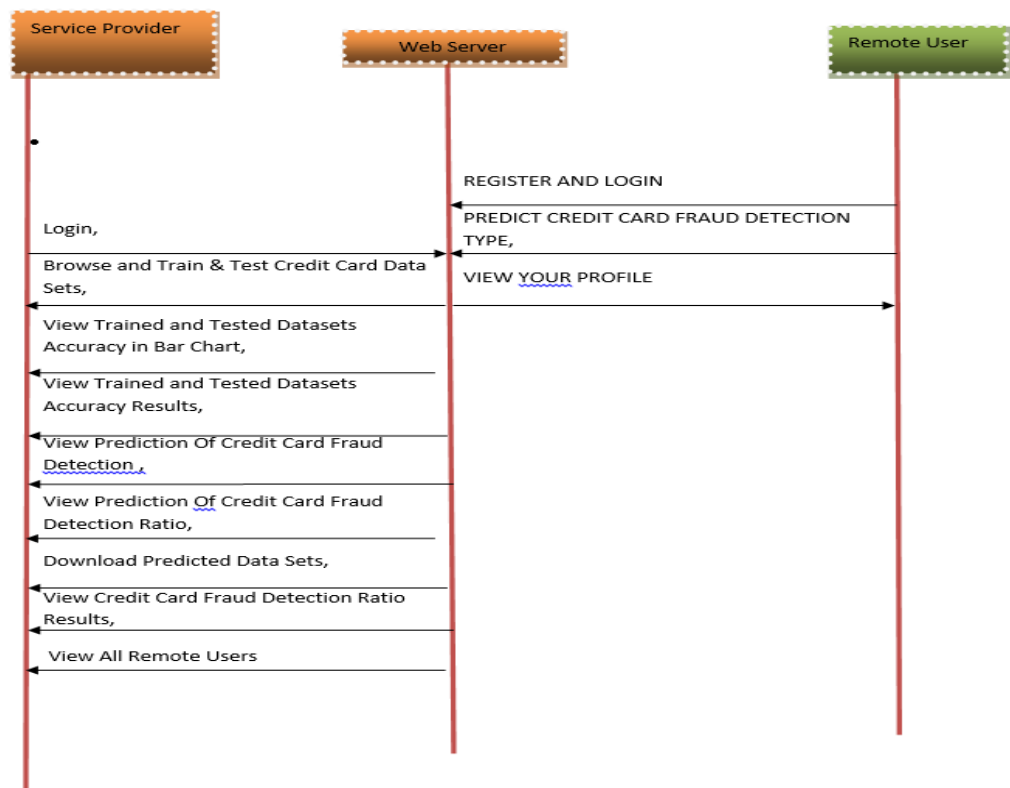 Service Provider
Web Server
Remote User
REGISTER AND LOGIN
PREDICT CREDIT CARD FRAUD DETECTION
TYPE,
VIEW YOUR PROFILE
Login,
Browse and Train & Test Credit Card Data
Sets,
View Trained and Tested Datasets
Accuracy in Bar Chart,
View Trained and Tested Datasets
Accuracy Results,
View Prediction Of Credit Card Fraud
Detection ,
View Prediction Of Credit Card Fraud
Detection Ratio,
Download Predicted Data Sets,
View Credit Card Fraud Detection Ratio
Results,
View All Remote Users